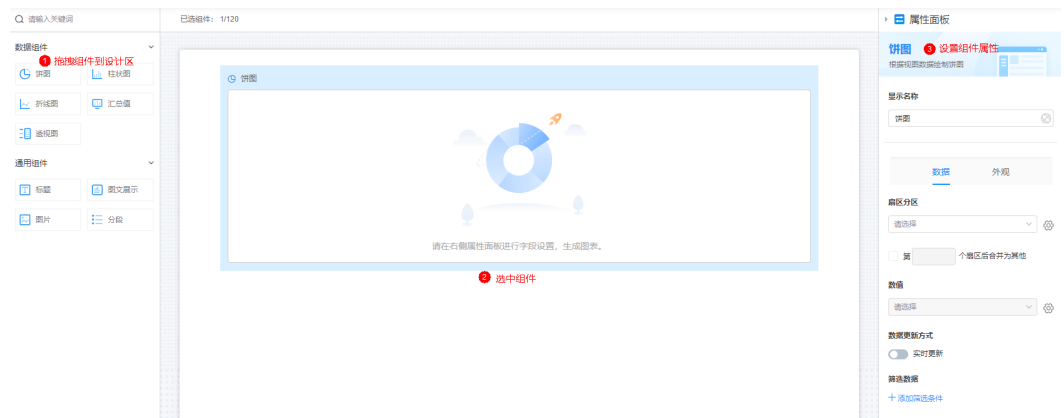 请输入关键词
已选组件: 1/120
属性面板
数据组件
1 拖拽组件到设计区
饼图
柱状图
折线图
汇总值
透视图
通用组件
标题
图文展示
图片
分段
饼图
请在右侧属性面板进行字段设置,生成图表。
2 选中组件
饼图
3 设置组件属性
根据视图数据绘制饼图
显示名称
饼图
数据 外观
扇区分区
请选择
第 个扇区后合并为其他
数值
请选择
数据更新方式
实时更新
筛选数据
+ 添加筛选条件